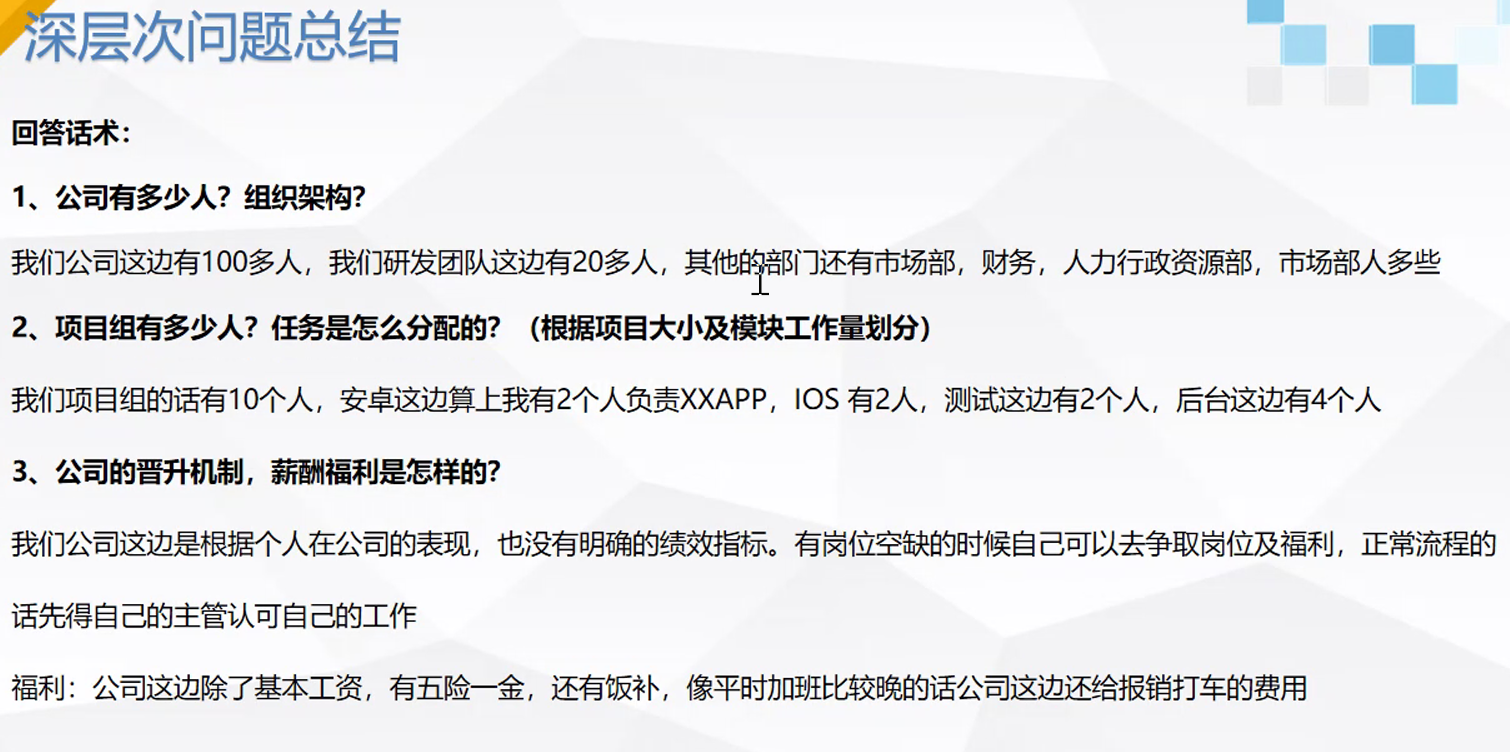 深层次问题总结
回答话术：
1、公司有多少人？组织架构？
我们公司这边有100多人，我们研发团队这边有20多人，其他的部门还有市场部，财务，人力行政资源部，市场部人多些
2、项目组有多少人？任务是怎么分配的？（根据项目大小及模块工作量划分）
我们项目组的话有10个人，安卓这边算上我有2个人负责XXAPP，IOS 有2人，测试这边有2个人，后台这边有4个人
3、公司的晋升机制，薪酬福利是怎样的？
我们公司这边是根据个人在公司的表现，也没有明确的绩效指标。有岗位空缺的时候自己可以去争取岗位及福利，正常流程的
话先得自己的主管认可自己的工作
福利：公司这边除了基本工资，有五险一金，还有饭补，像平时加班比较晚的话公司这边还给报销打车的费用